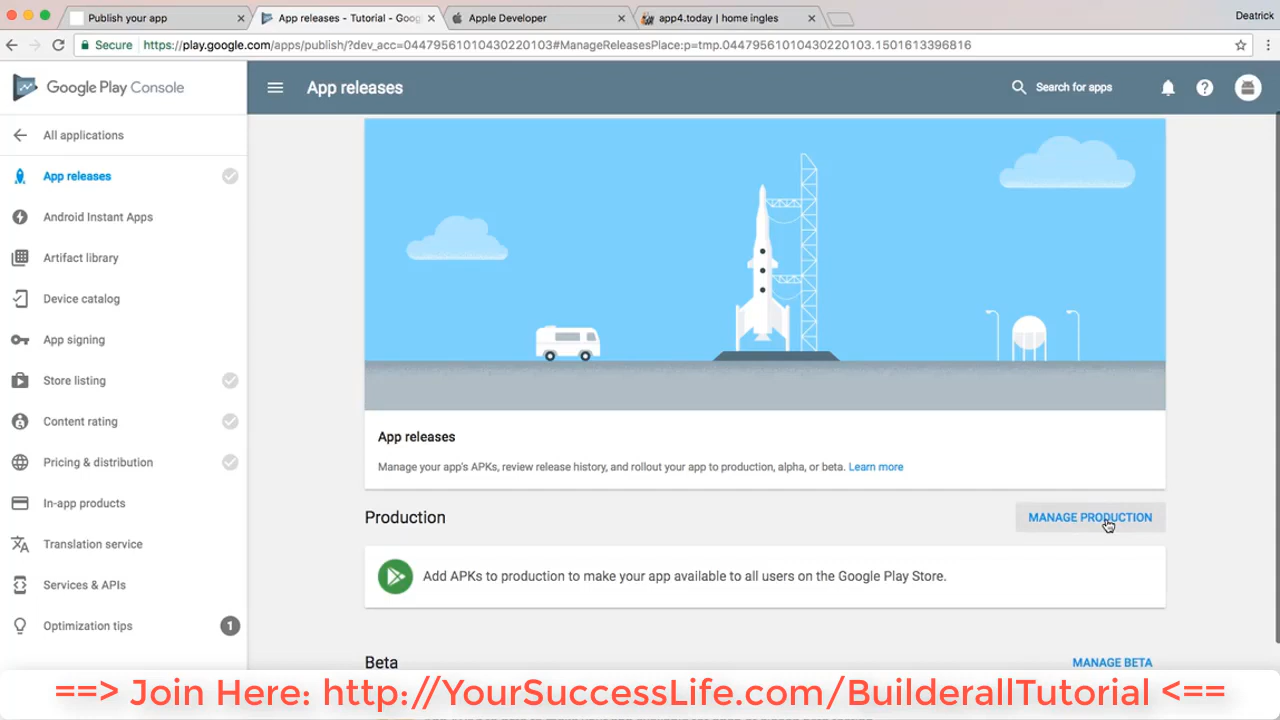 Publish your app
App releases - Tutorial - Goog
Apple Developer
app4.today | home ingles
Deatrick
Secure
https://play.google.com/apps/publish/?dev_acc=04479561010430220103#ManageReleasesPlace:p=tmp.04479561010430220103.1501613396816
Google Play Console
App releases
Search for apps
All applications
App releases
Android Instant Apps
Artifact library
Device catalog
App signing
Store listing
Content rating
Pricing & distribution
In-app products
Translation service
Services & APIs
Optimization tips
1
App releases
Manage your app's APKs, review release history, and rollout your app to production, alpha, or beta. Learn more
Production
MANAGE PRODUCTION
Add APKs to production to make your app available to all users on the Google Play Store.
Beta
MANAGE BETA
==> Join Here: http://YourSuccessLife.com/BuilderallTutorial <==